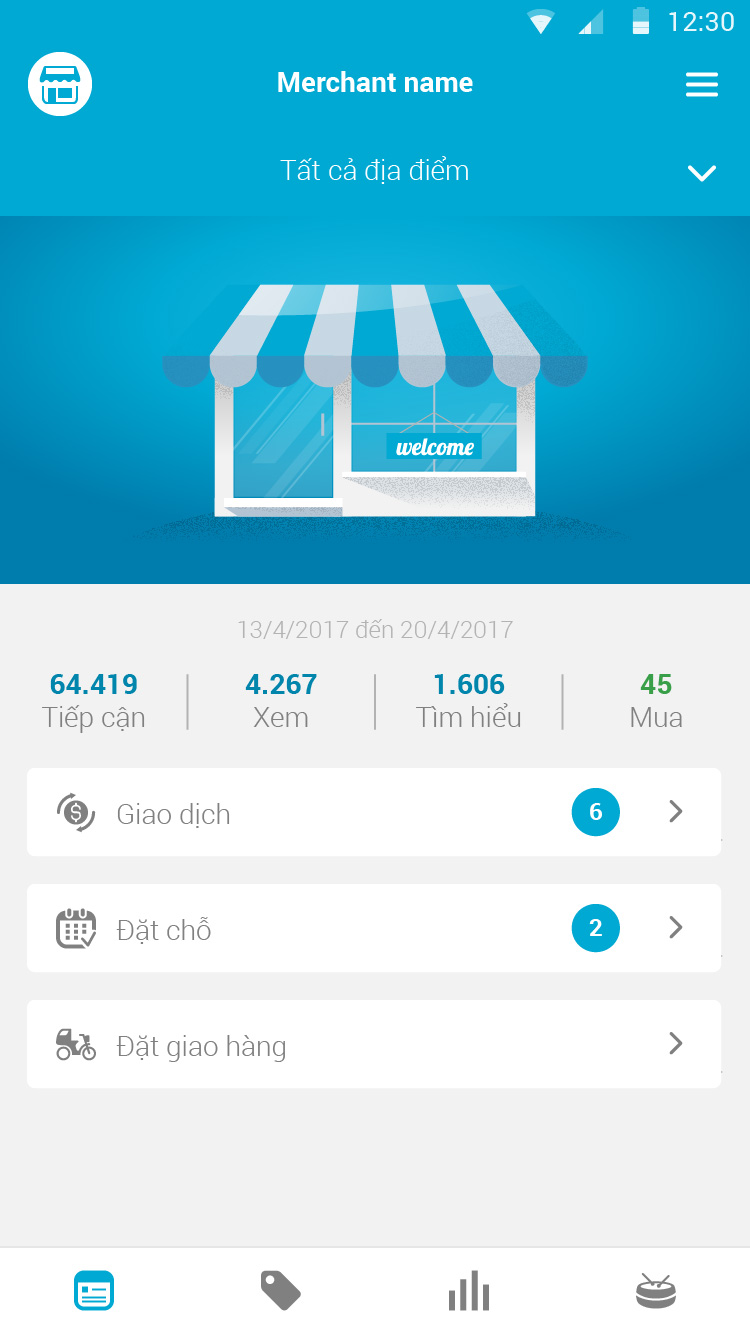 12:30
Merchant name
Tất cả địa điểm
welcome
13/4/2017 đến 20/4/2017
64.419 4.267 1.606 45
Tiếp cận Xem Tìm hiểu Mua
Giao dịch 6
Đặt chỗ 2
Đặt giao hàng